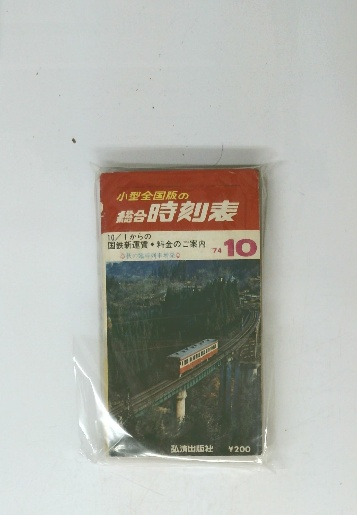 小型全国版の
総合時刻表
10/1からの
国鉄新運賃・料金のご案内
'74 10
弘済出版社 ¥200